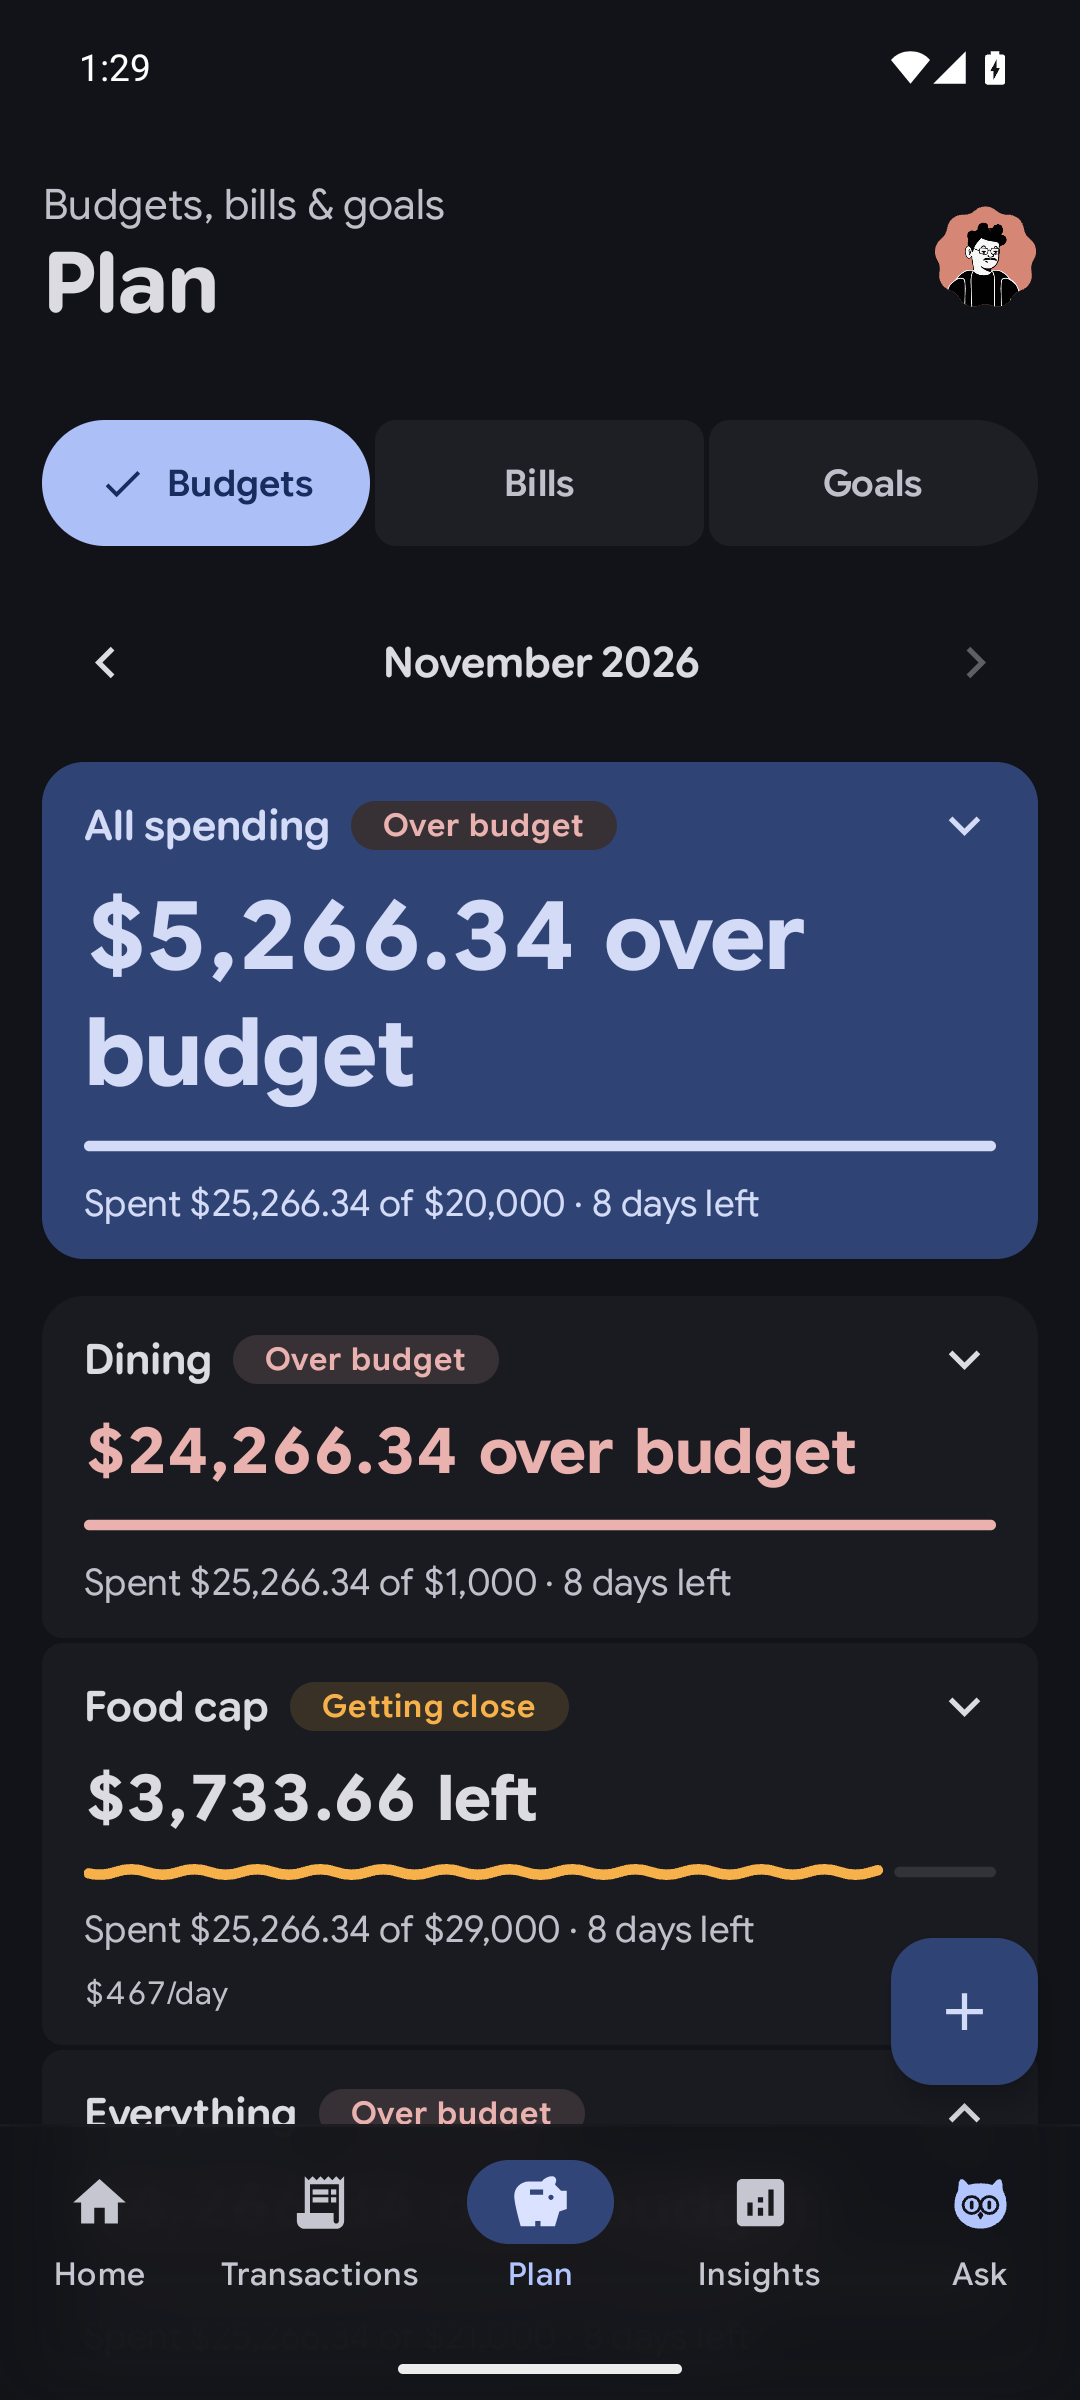 1:29
Budgets, bills & goals
Plan
Budgets
Bills
Goals
November 2026
All spending
Over budget
$5,266.34 over
budget
Spent $25,266.34 of $20,000 · 8 days left
Dining
Over budget
$24,266.34 over budget
Spent $25,266.34 of $1,000 · 8 days left
Food cap
Getting close
$3,733.66 left
Spent $25,266.34 of $29,000 · 8 days left
$467/day
Everything
Over budget
Home
Transactions
Plan
Insights
Ask